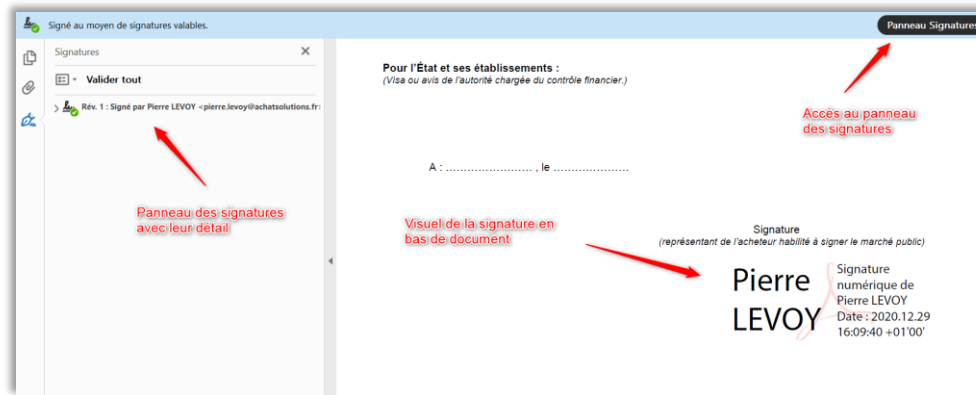 Signé au moyen de signatures valables.
Panneau Signatures
Signatures
Valider tout
Rév. 1 : Signé par Pierre LEVOY <pierre.levoy@achatsolutions.fr>
Panneau des signatures
avec leur détail
Pour l'État et ses établissements :
(Visa ou avis de l'autorité chargée du contrôle financier.)
Accès au panneau
des signatures
A : ........................ , le .....................
Visuel de la signature en
bas de document
Signature
(représentant de l'acheteur habilité à signer le marché public)
Pierre
LEVOY
Signature
numérique de
Pierre LEVOY
Date : 2020.12.29
16:09:40 +01'00'